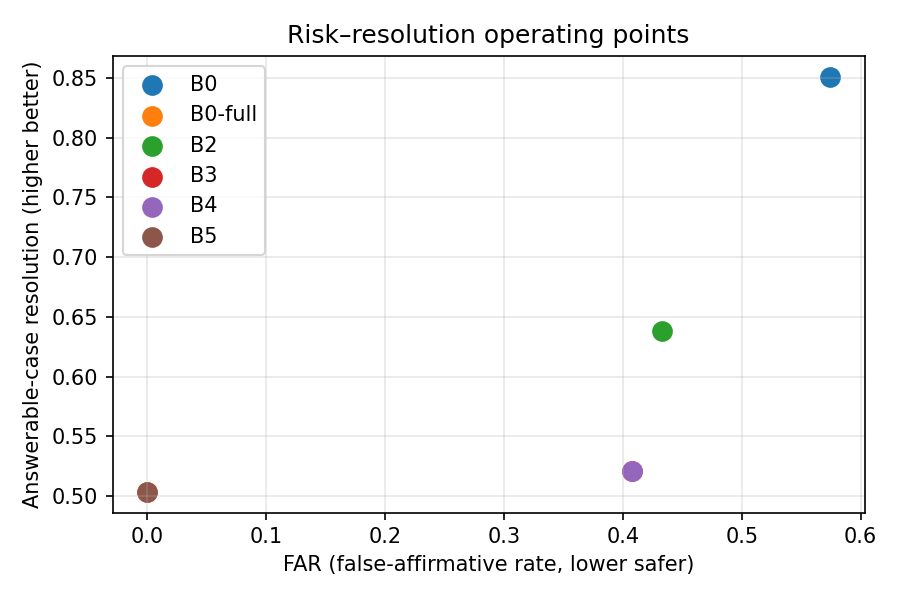 Risk–resolution operating points
Answerable-case resolution (higher better)
0.85
0.80
0.75
0.70
0.65
0.60
0.55
0.50
B0
B0-full
B2
B3
B4
B5
0.0 0.1 0.2 0.3 0.4 0.5 0.6
FAR (false-affirmative rate, lower safer)